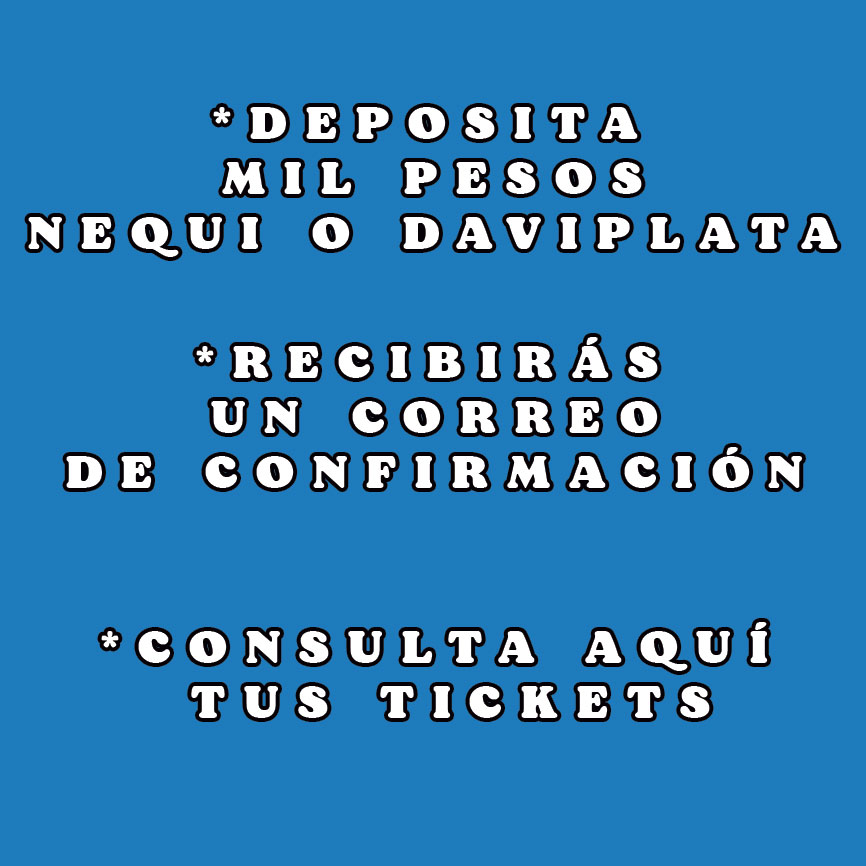 *DEPOSITA
MIL PESOS
NEQUI O DAVIPLATA
*RECIBIRÁS
UN CORREO
DE CONFIRMACIÓN
*CONSULTA AQUÍ
TUS TICKETS